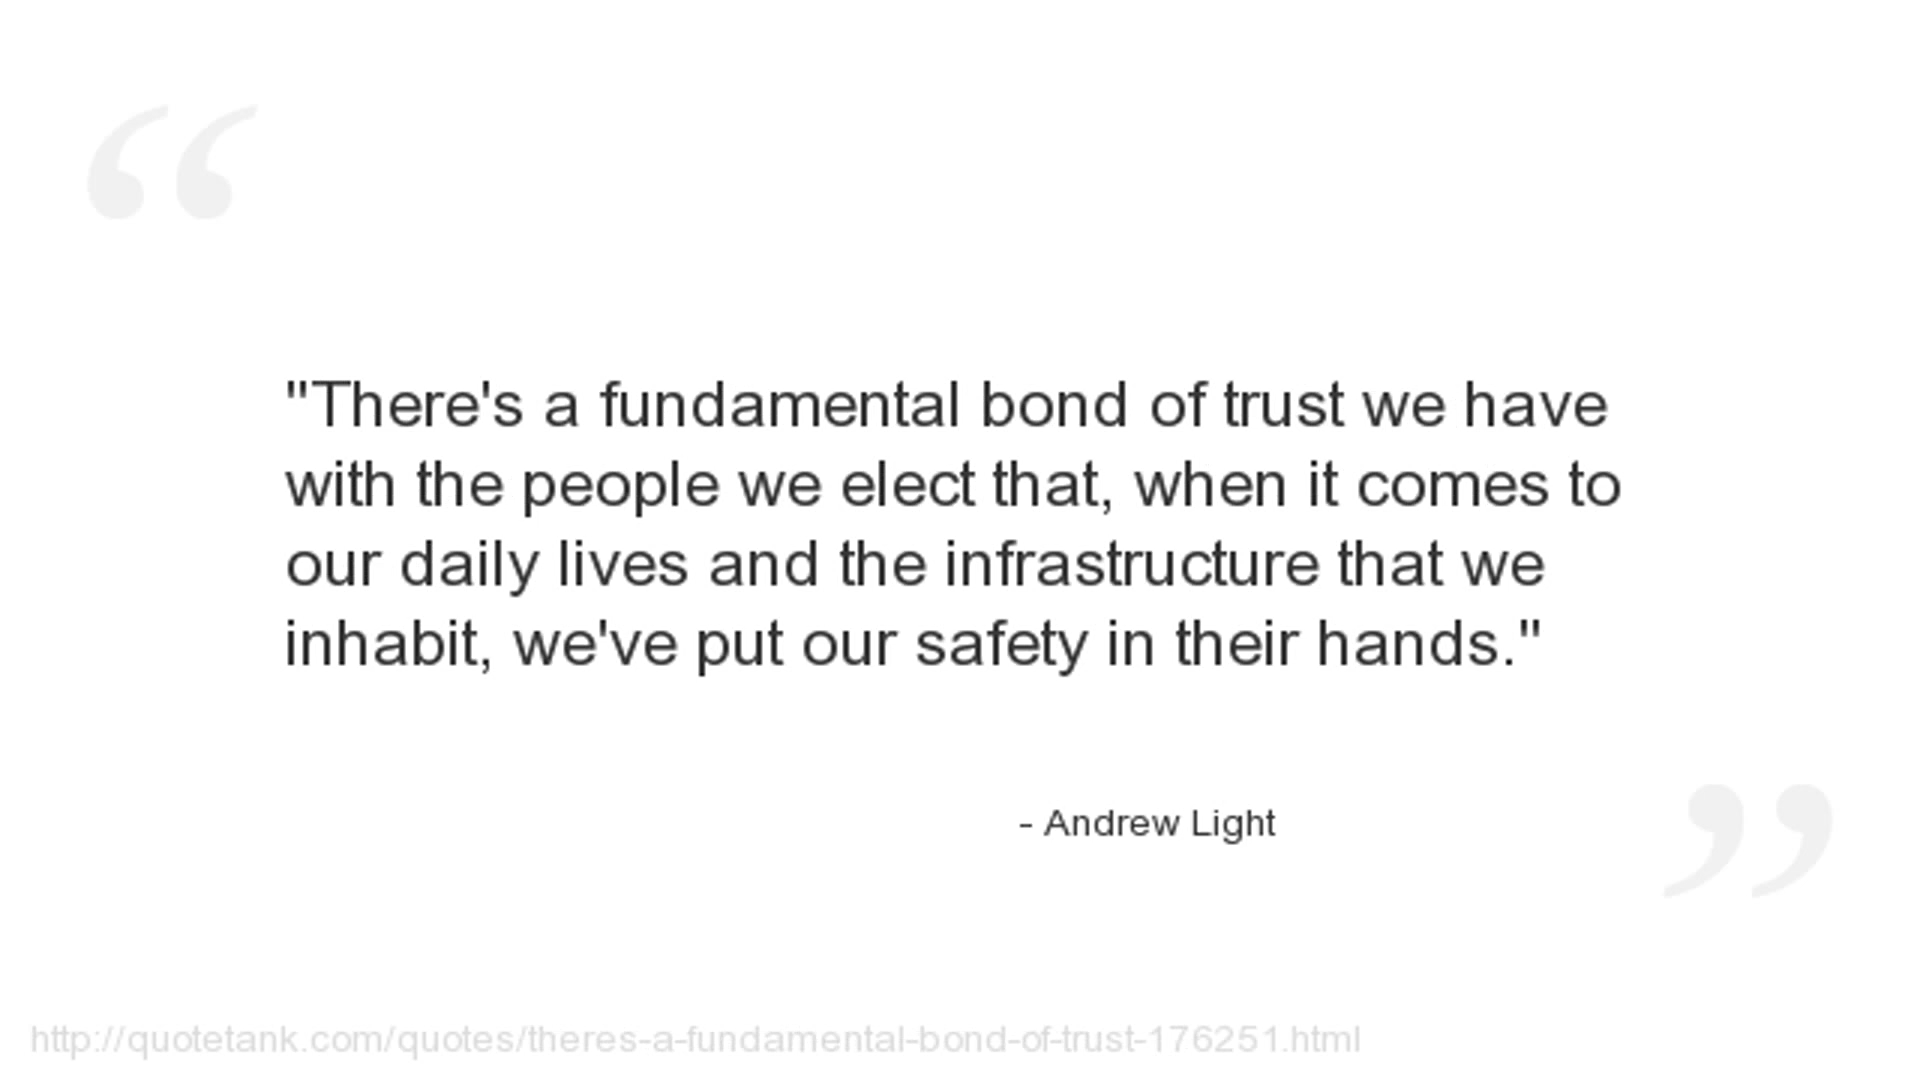 "There's a fundamental bond of trust we have
with the people we elect that, when it comes to
our daily lives and the infrastructure that we
inhabit, we've put our safety in their hands."
- Andrew Light
http://quotetank.com/quotes/theres-a-fundamental-bond-of-trust-176251.html